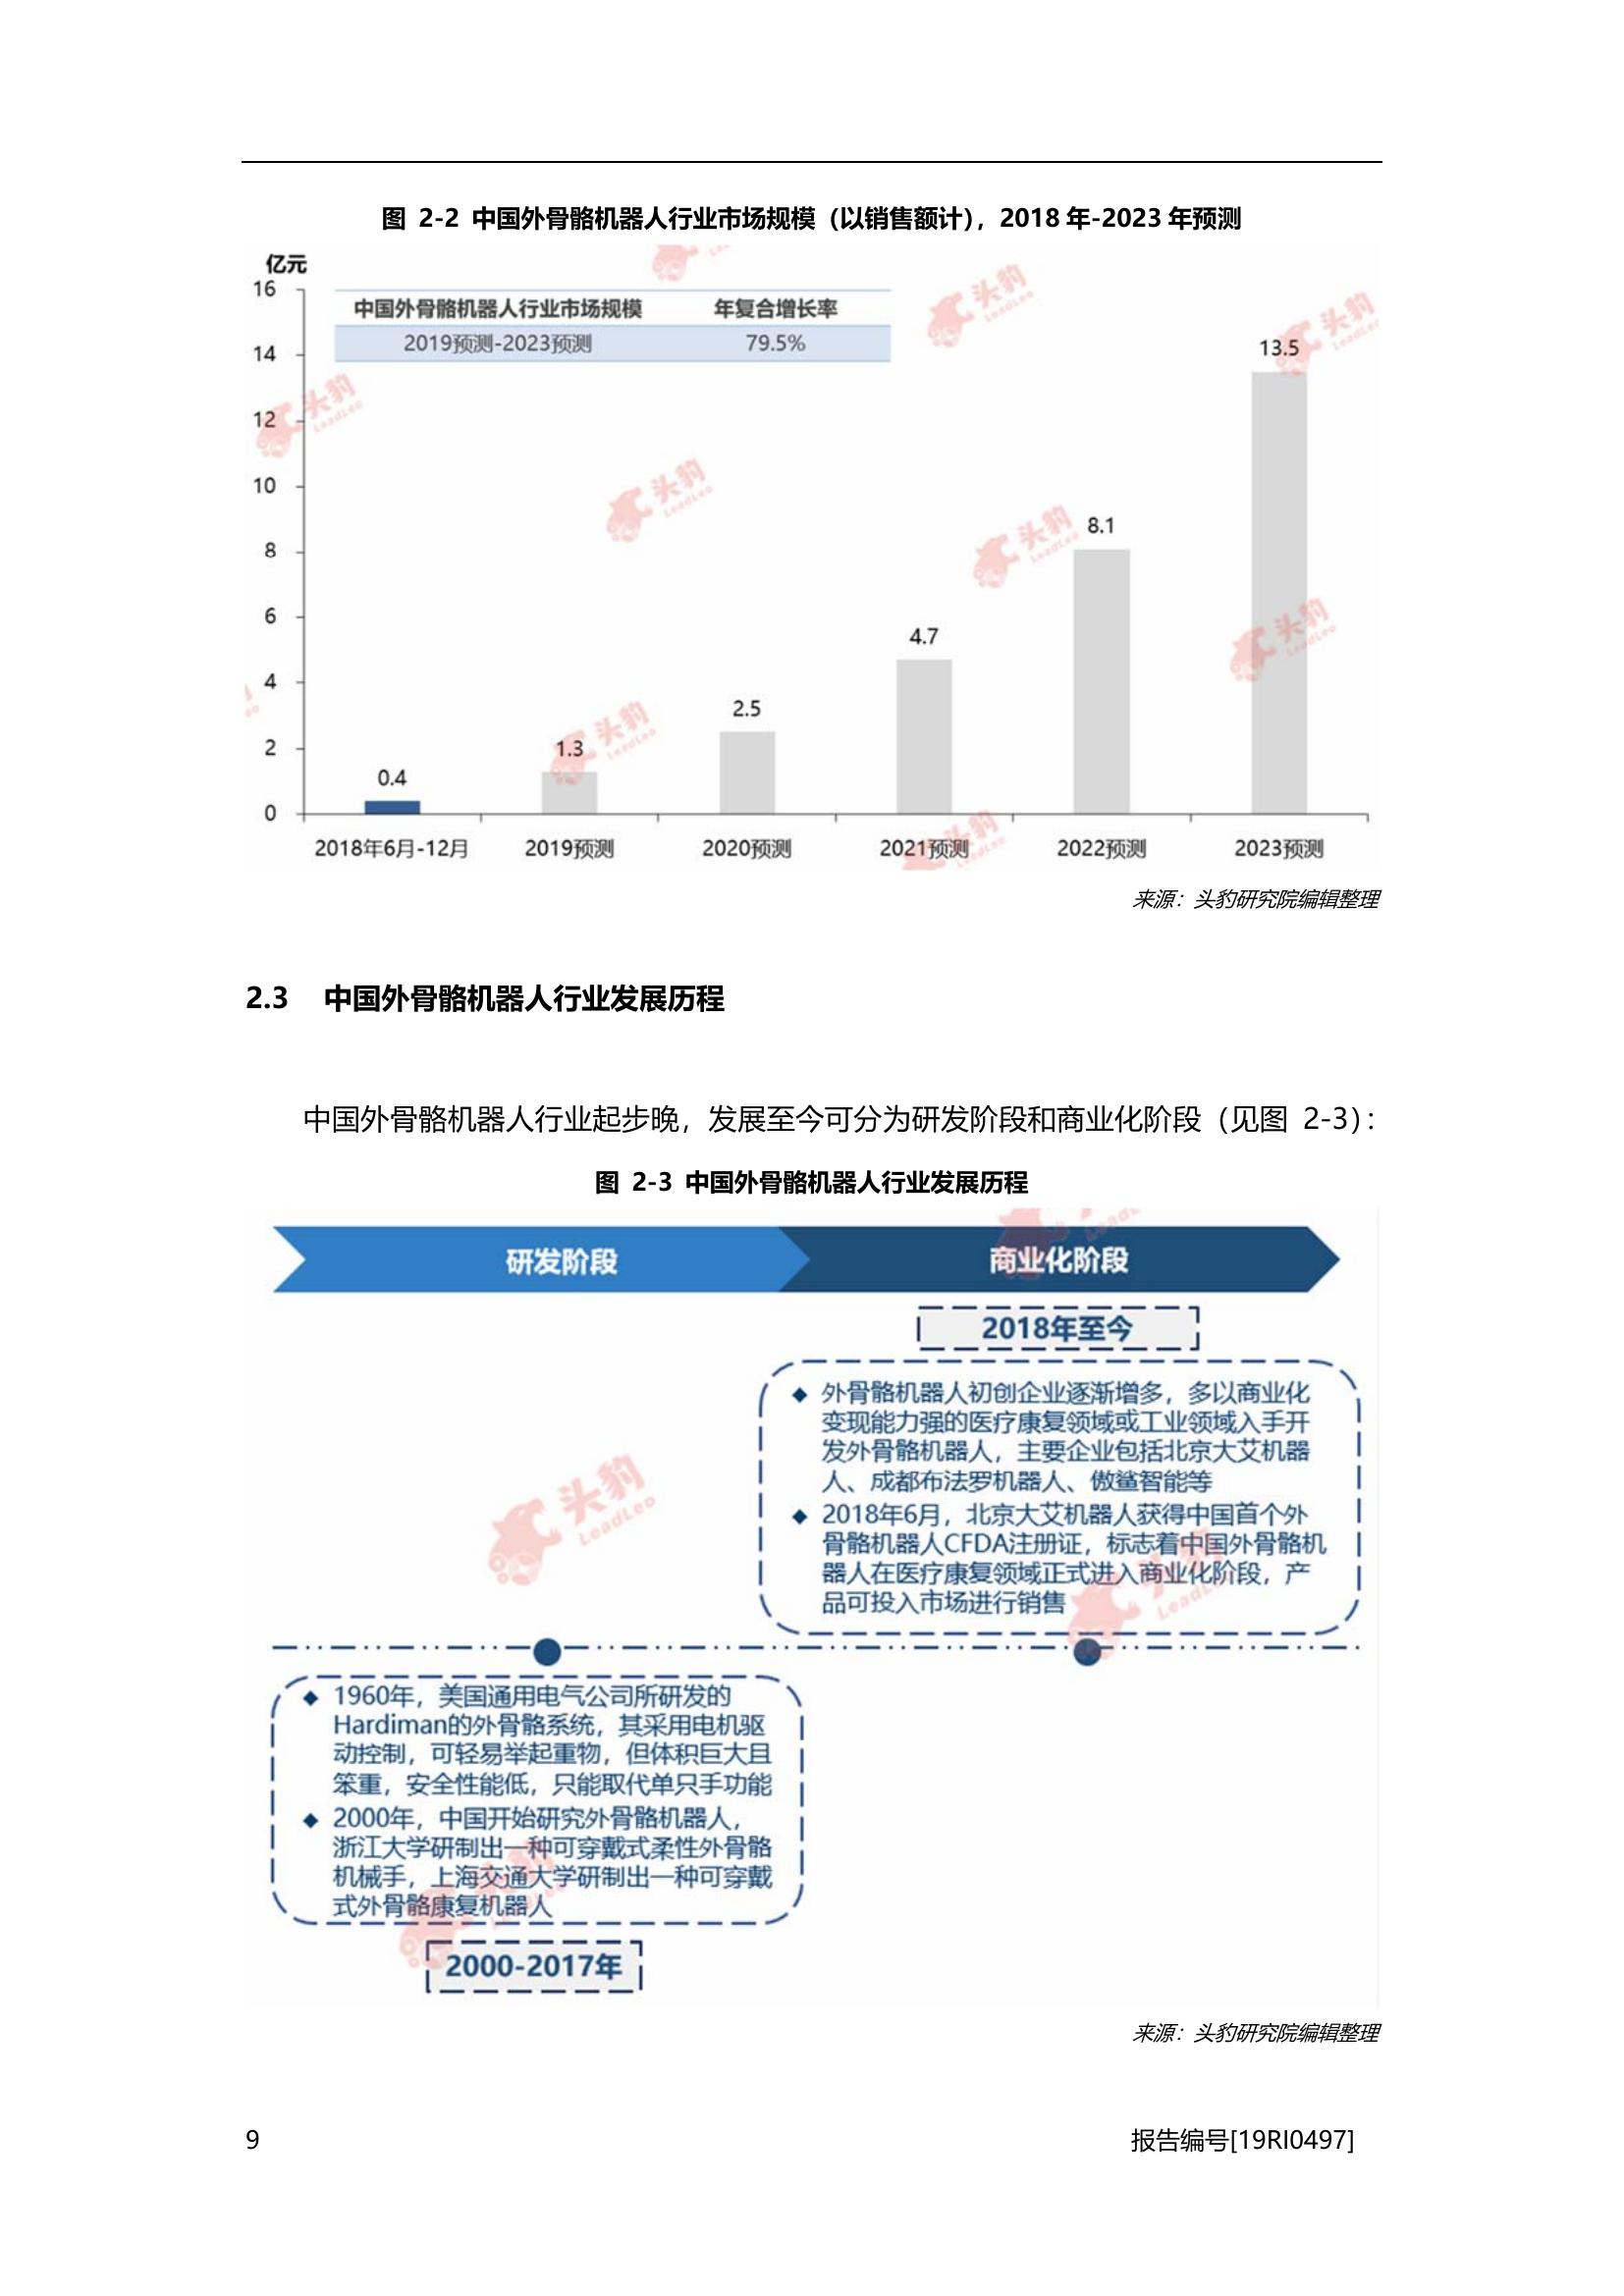 图 2-2 中国外骨骼机器人行业市场规模（以销售额计），2018 年-2023 年预测
亿元
中国外骨骼机器人行业市场规模 年复合增长率
2019预测-2023预测 79.5%
16
14
12
10
8
6
4
2
0
0.4
1.3
2.5
4.7
8.1
13.5
2018年6月-12月 2019预测 2020预测 2021预测 2022预测 2023预测
头豹
LeadLeo
来源：头豹研究院编辑整理
2.3 中国外骨骼机器人行业发展历程
中国外骨骼机器人行业起步晚，发展至今可分为研发阶段和商业化阶段（见图 2-3）：
图 2-3 中国外骨骼机器人行业发展历程
研发阶段 商业化阶段
2018年至今
◆ 外骨骼机器人初创企业逐渐增多，多以商业化
变现能力强的医疗康复领域或工业领域入手开
发外骨骼机器人，主要企业包括北京大艾机器
人、成都布法罗机器人、傲鲨智能等
◆ 2018年6月，北京大艾机器人获得中国首个外
骨骼机器人CFDA注册证，标志着中国外骨骼机
器人在医疗康复领域正式进入商业化阶段，产
品可投入市场进行销售
◆ 1960年，美国通用电气公司所研发的
Hardiman的外骨骼系统，其采用电机驱
动控制，可轻易举起重物，但体积巨大且
笨重，安全性能低，只能取代单只手功能
◆ 2000年，中国开始研究外骨骼机器人，
浙江大学研制出一种可穿戴式柔性外骨骼
机械手，上海交通大学研制出一种可穿戴
式外骨骼康复机器人
2000-2017年
来源：头豹研究院编辑整理
9 报告编号[19RI0497]